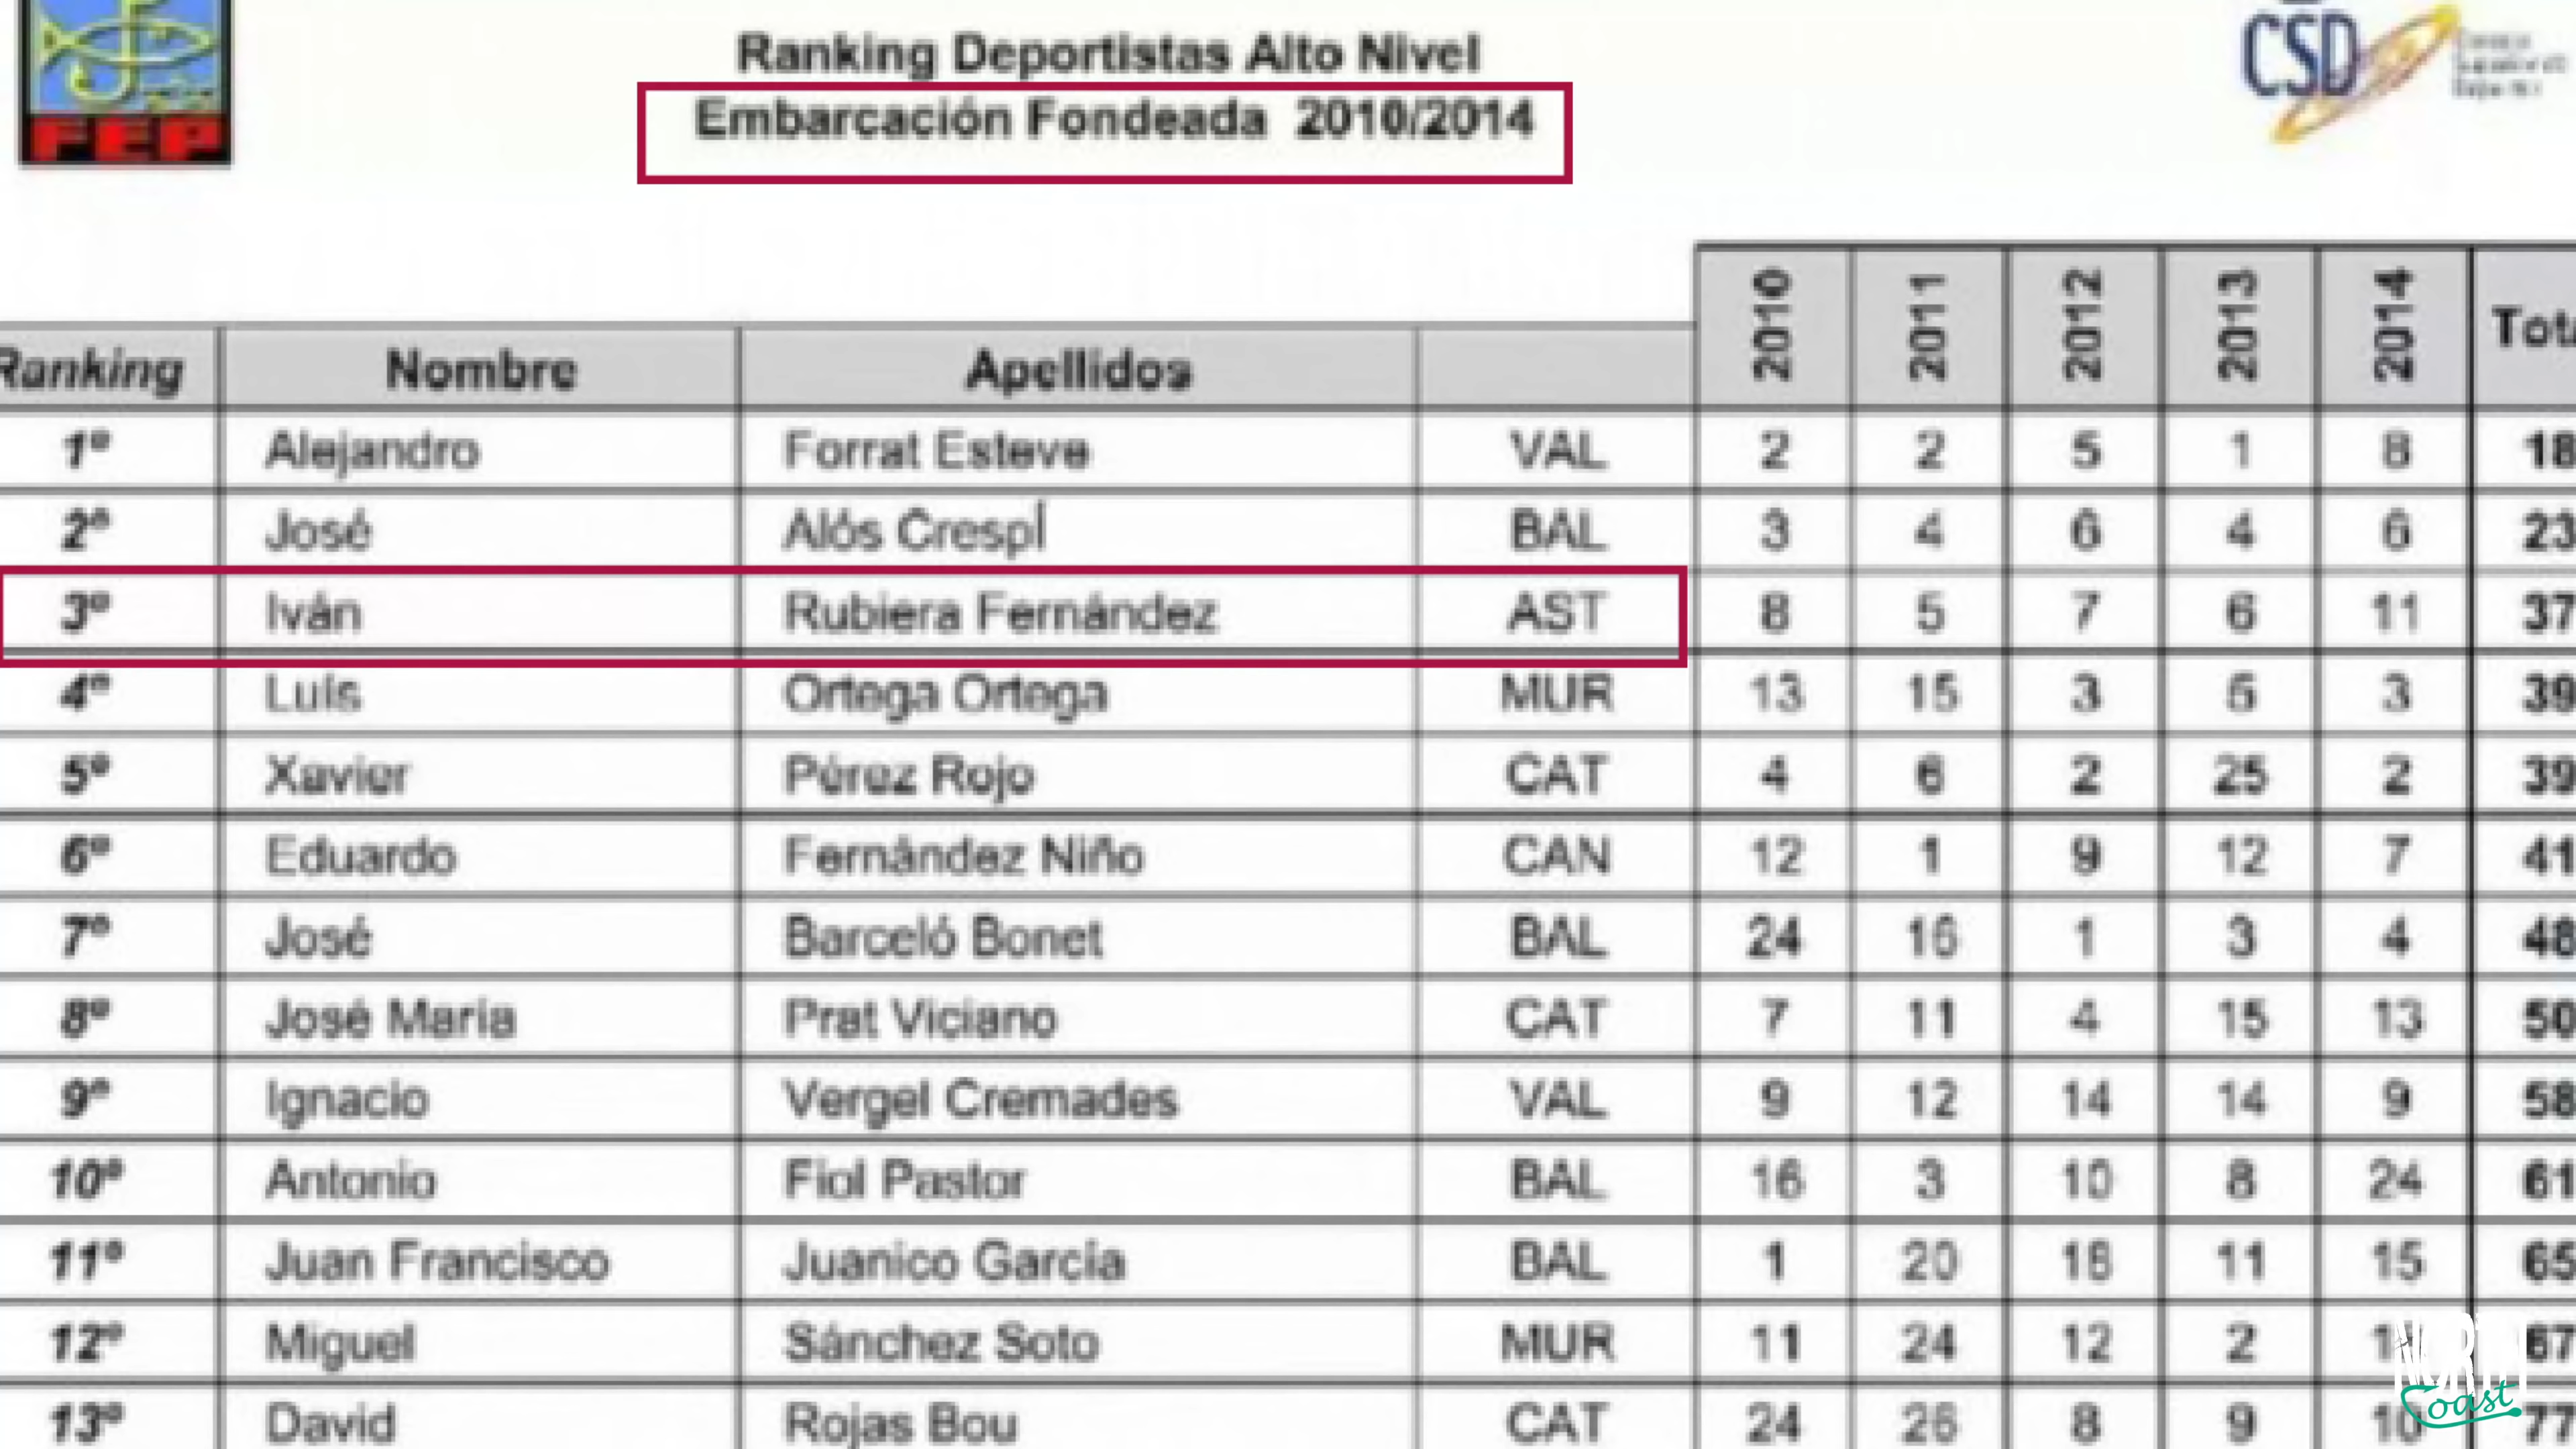 FEP
Ranking Deportistas Alto Nivel
Embarcación Fondeada 2010/2014
CSD
Ranking Nombre Apellidos 2010 2011 2012 2013 2014
1º Alejandro Forrat Esteve VAL 2 2 5 1 8 18
2º José Alós Crespí BAL 3 4 6 4 6 23
3º Iván Rubiera Fernández AST 8 5 7 6 11 37
4º Luís Ortega Ortega MUR 13 15 3 5 3 39
5º Xavier Pérez Rojo CAT 4 6 2 25 2 39
6º Eduardo Fernández Niño CAN 12 1 9 12 7 41
7º José Barceló Bonet BAL 24 16 1 3 4 48
8º José María Prat Viciano CAT 7 11 4 15 13 50
9º Ignacio Vergel Cremades VAL 9 12 14 14 9 58
10º Antonio Fiol Pastor BAL 16 3 10 8 24 61
11º Juan Francisco Juanico García BAL 1 20 18 11 15 65
12º Miguel Sánchez Soto MUR 11 24 12 2 67
13º David Rojas Bou CAT 24 26 8 9 10 77
NORTH
Coast